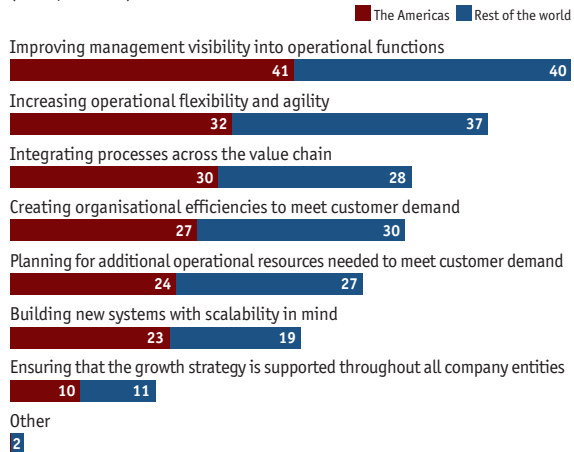 The Americas Rest of the world
Improving management visibility into operational functions
41 40
Increasing operational flexibility and agility
32 37
Integrating processes across the value chain
30 28
Creating organisational efficiencies to meet customer demand
27 30
Planning for additional operational resources needed to meet customer demand
24 27
Building new systems with scalability in mind
23 19
Ensuring that the growth strategy is supported throughout all company entities
10 11
Other
2